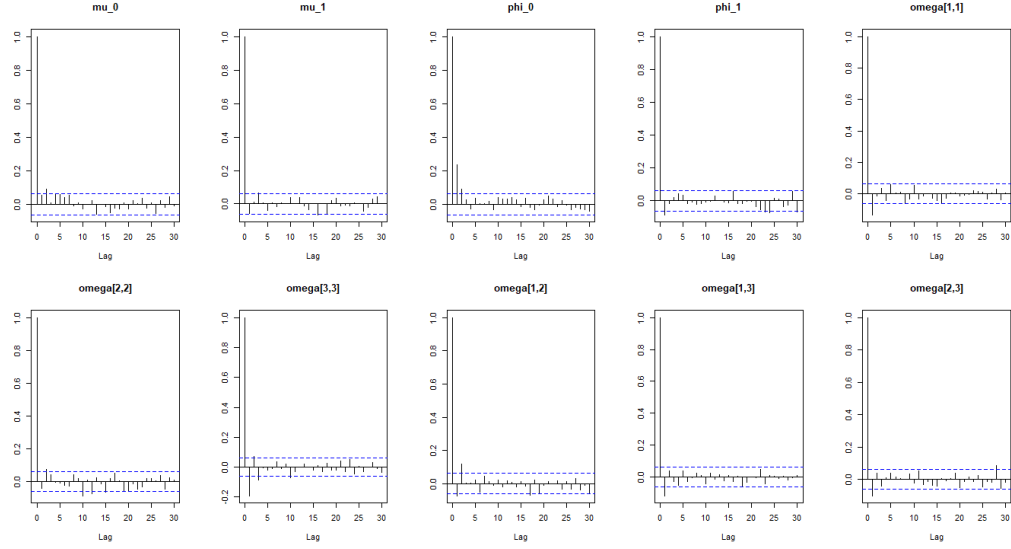 mu_0 mu_1 phi_0 phi_1 omega[1,1]
1.0 1.0 1.0 1.0 1.0
0.8 0.8 0.8 0.8 0.8
0.6 0.6 0.6 0.6 0.6
0.4 0.4 0.4 0.4 0.4
0.2 0.2 0.2 0.2 0.2
0.0 0.0 0.0 0.0 0.0
0 5 10 15 20 25 30 0 5 10 15 20 25 30 0 5 10 15 20 25 30 0 5 10 15 20 25 30 0 5 10 15 20 25 30
Lag Lag Lag Lag Lag
omega[2,2] omega[3,3] omega[1,2] omega[1,3] omega[2,3]
1.0 1.0 1.0 1.0 1.0
0.8 0.8 0.8 0.8 0.8
0.6 0.6 0.6 0.6 0.6
0.4 0.4 0.4 0.4 0.4
0.2 0.2 0.2 0.2 0.2
0.0 0.0 0.0 0.0 0.0
-0.2
0 5 10 15 20 25 30 0 5 10 15 20 25 30 0 5 10 15 20 25 30 0 5 10 15 20 25 30 0 5 10 15 20 25 30
Lag Lag Lag Lag Lag